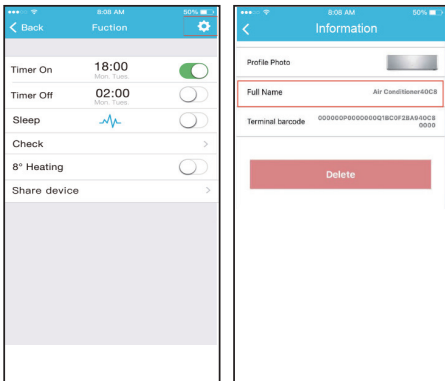 8:08 AM 50%
Back Fuction
Timer On 18:00
Mon. Tues.
Timer Off 02:00
Mon. Tues.
Sleep
Check
8° Heating
Share device
8:08 AM 50%
Information
Profile Photo
Full Name Air Conditioner40C8
Terminal barcode
Delete